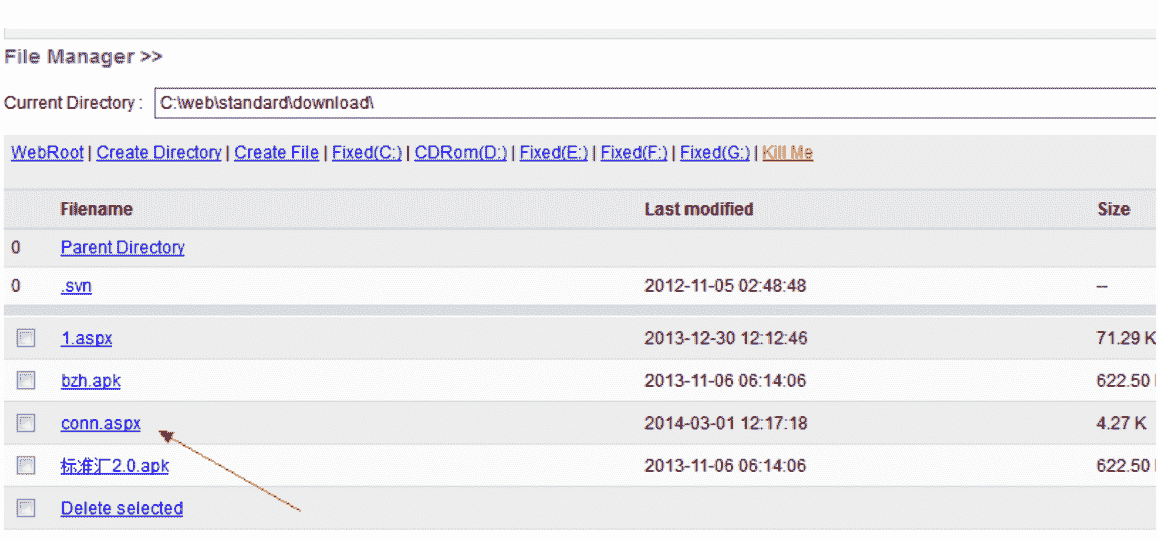 File Manager >>
Current Directory : C:\web\standard\download\
WebRoot | Create Directory | Create File | Fixed(C:) | CDRom(D:) | Fixed(E:) | Fixed(F:) | Fixed(G:) | Kill Me
Filename Last modified Size
0 Parent Directory
0 .svn 2012-11-05 02:48:48 --
1.aspx 2013-12-30 12:12:46 71.29 K
bzh.apk 2013-11-06 06:14:06 622.50
conn.aspx 2014-03-01 12:17:18 4.27 K
标准汇2.0.apk 2013-11-06 06:14:06 622.50
Delete selected